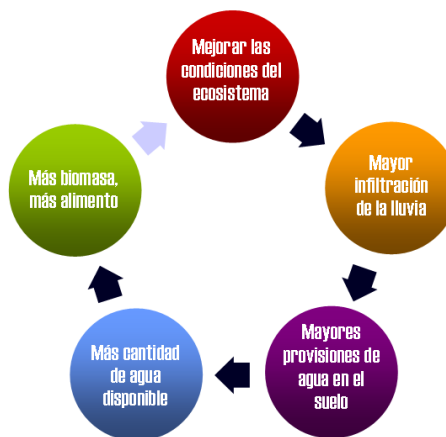 Mejorar las
condiciones del
ecosistema
Mayor
infiltración
de la lluvia
Mayores
provisiones de
agua en el
suelo
Más cantidad
de agua
disponible
Más biomasa,
más alimento